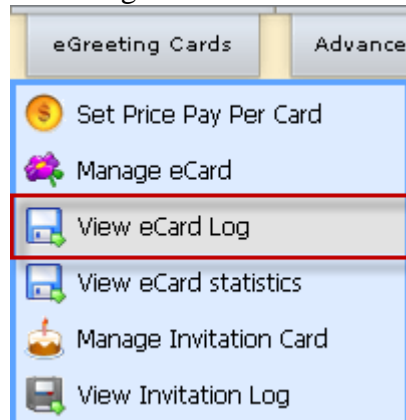 eGreeting Cards Advance
Set Price Pay Per Card
Manage eCard
View eCard Log
View eCard statistics
Manage Invitation Card
View Invitation Log